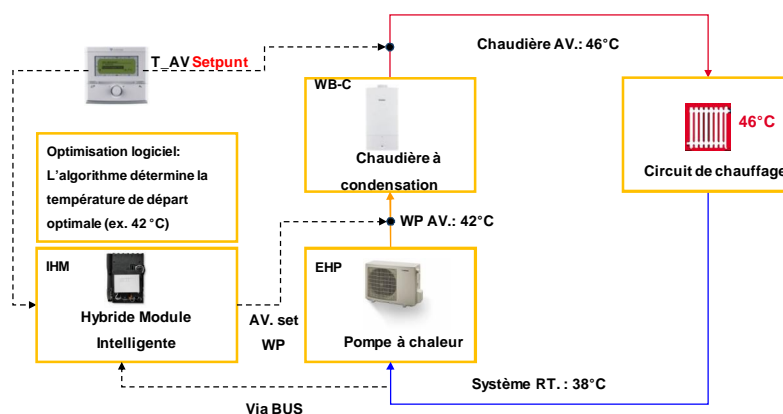 T_AV Setpunt
Chaudière AV.: 46°C
WB-C
Chaudière à
condensation
46°C
Circuit de chauffage
Optimisation logiciel:
L'algorithme détermine la
température de départ
optimale (ex. 42 °C)
WP AV.: 42°C
IHM
Hybride Module
Intelligente
AV. set
WP
EHP
Pompe à chaleur
Système RT. : 38°C
Via BUS